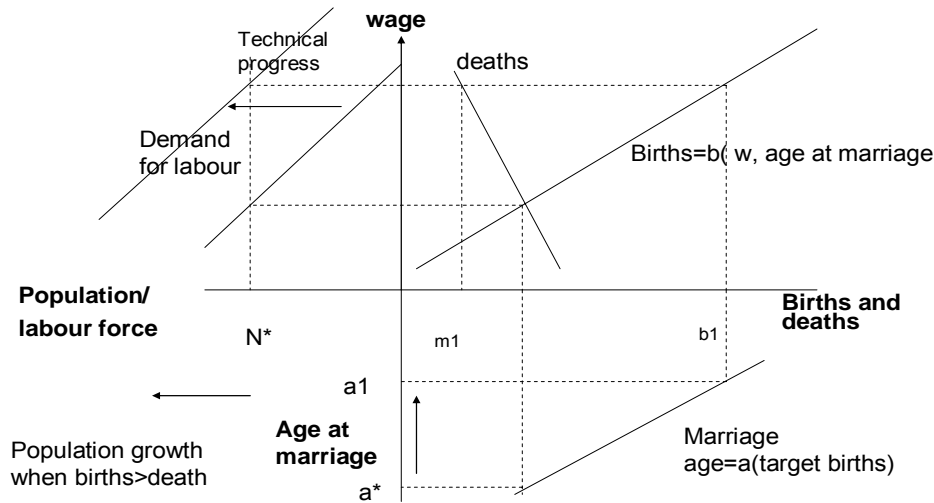 wage
Technical
progress
deaths
Demand
for labour
Births=b( w, age at marriage
Population/
labour force
Births and
deaths
N*
m1
b1
a1
Population growth
when births>death
Age at
marriage
Marriage
age=a(target births)
a*